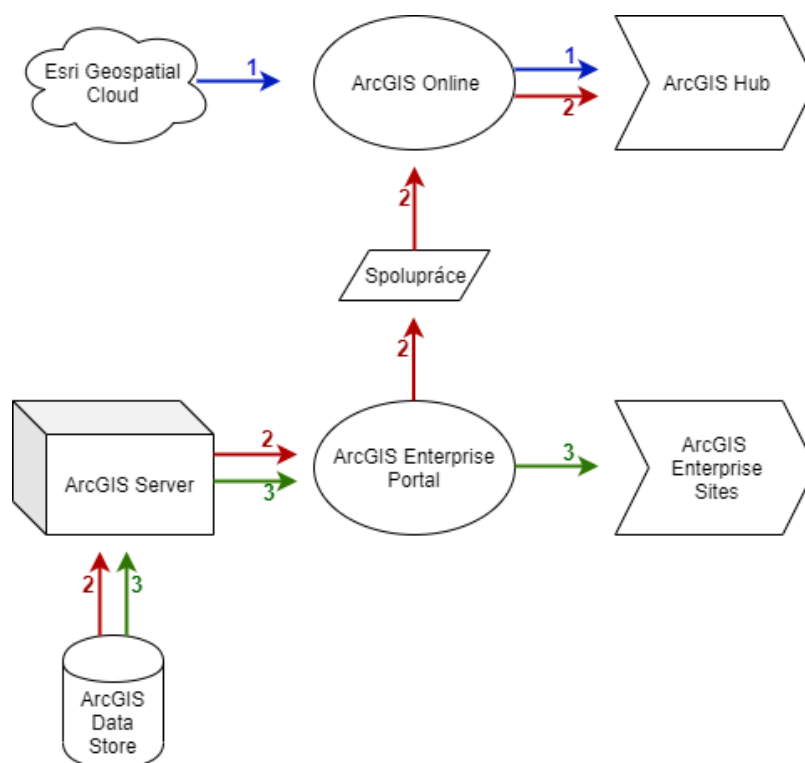 Esri Geospatial
Cloud
1
ArcGIS Online
1
2
ArcGIS Hub
2
Spolupráce
2
ArcGIS Server
2
3
ArcGIS Enterprise
Portal
3
ArcGIS
Enterprise
Sites
2
3
ArcGIS
Data
Store